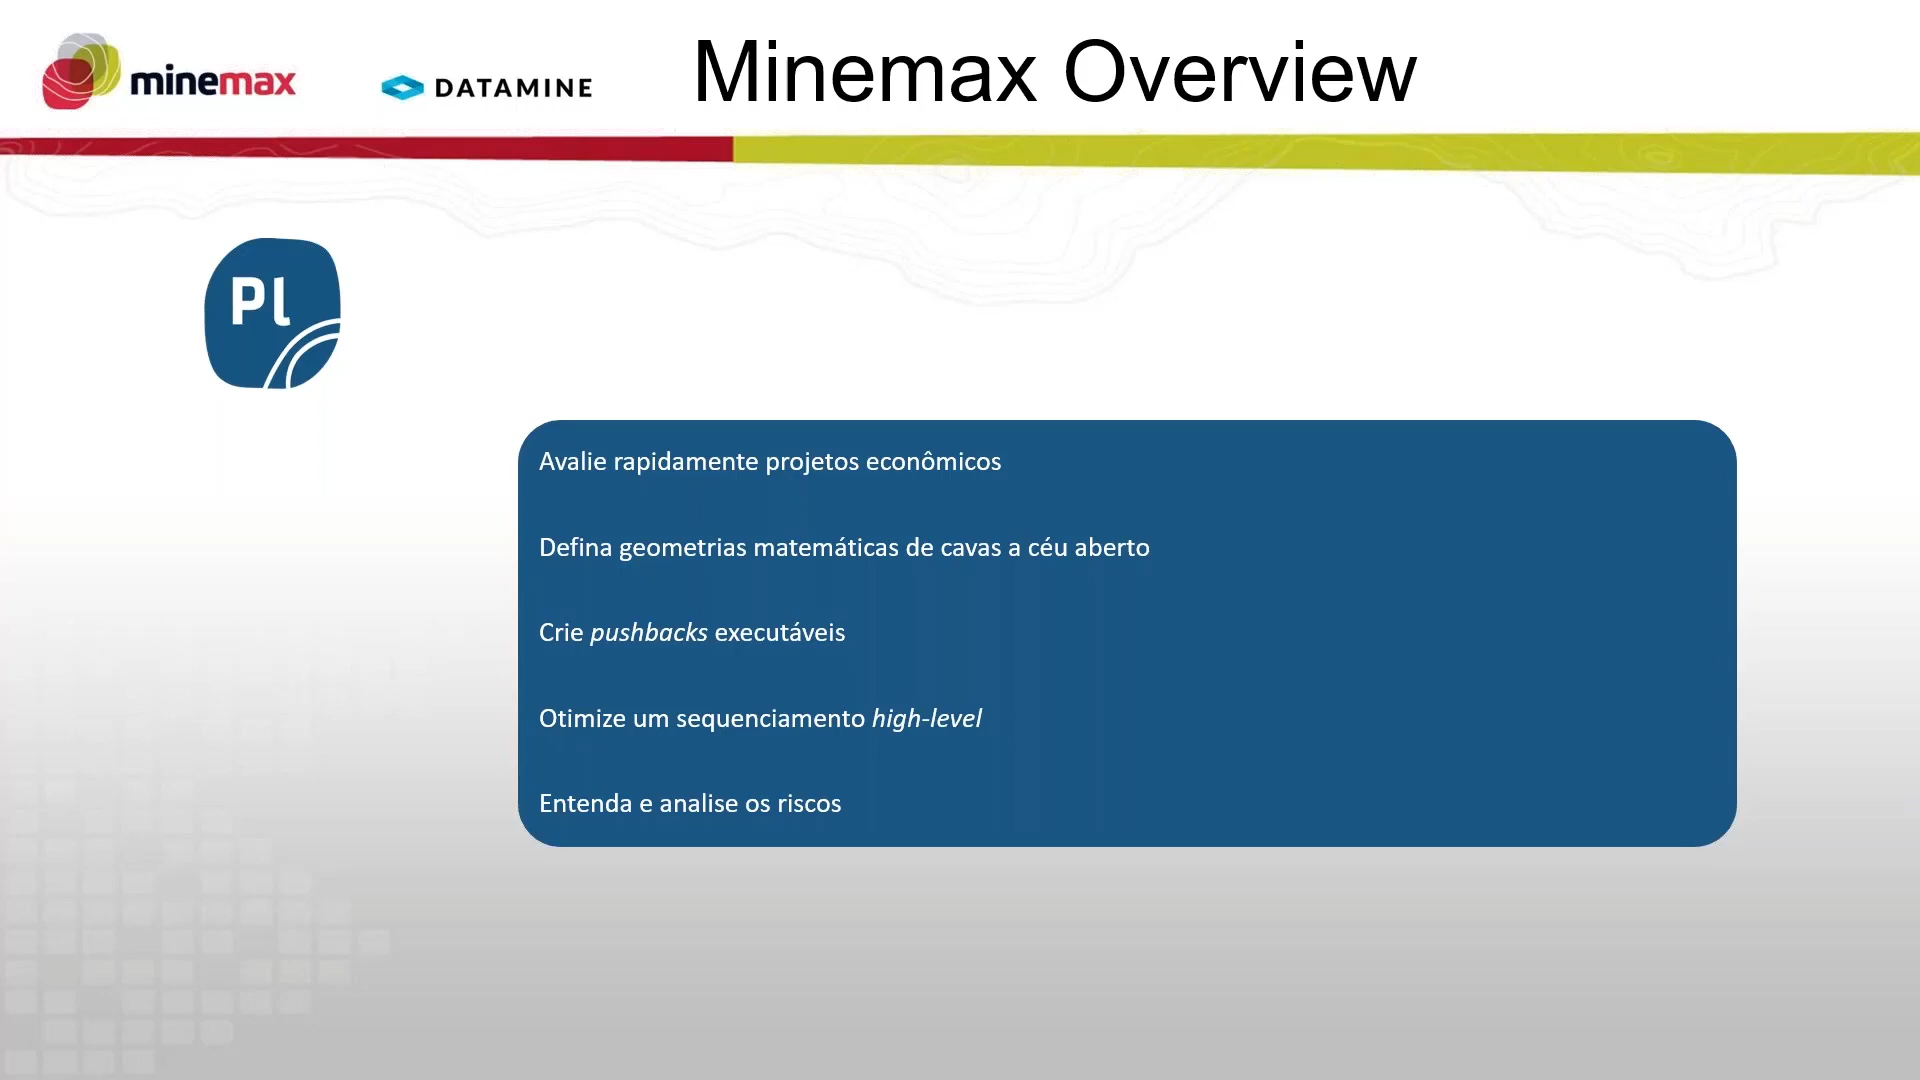 minemax
DATAMINE
Minemax Overview
Pl
Avalie rapidamente projetos econômicos
Defina geometrias matemáticas de cavas a céu aberto
Crie pushbacks executáveis
Otimize um sequenciamento high-level
Entenda e analise os riscos